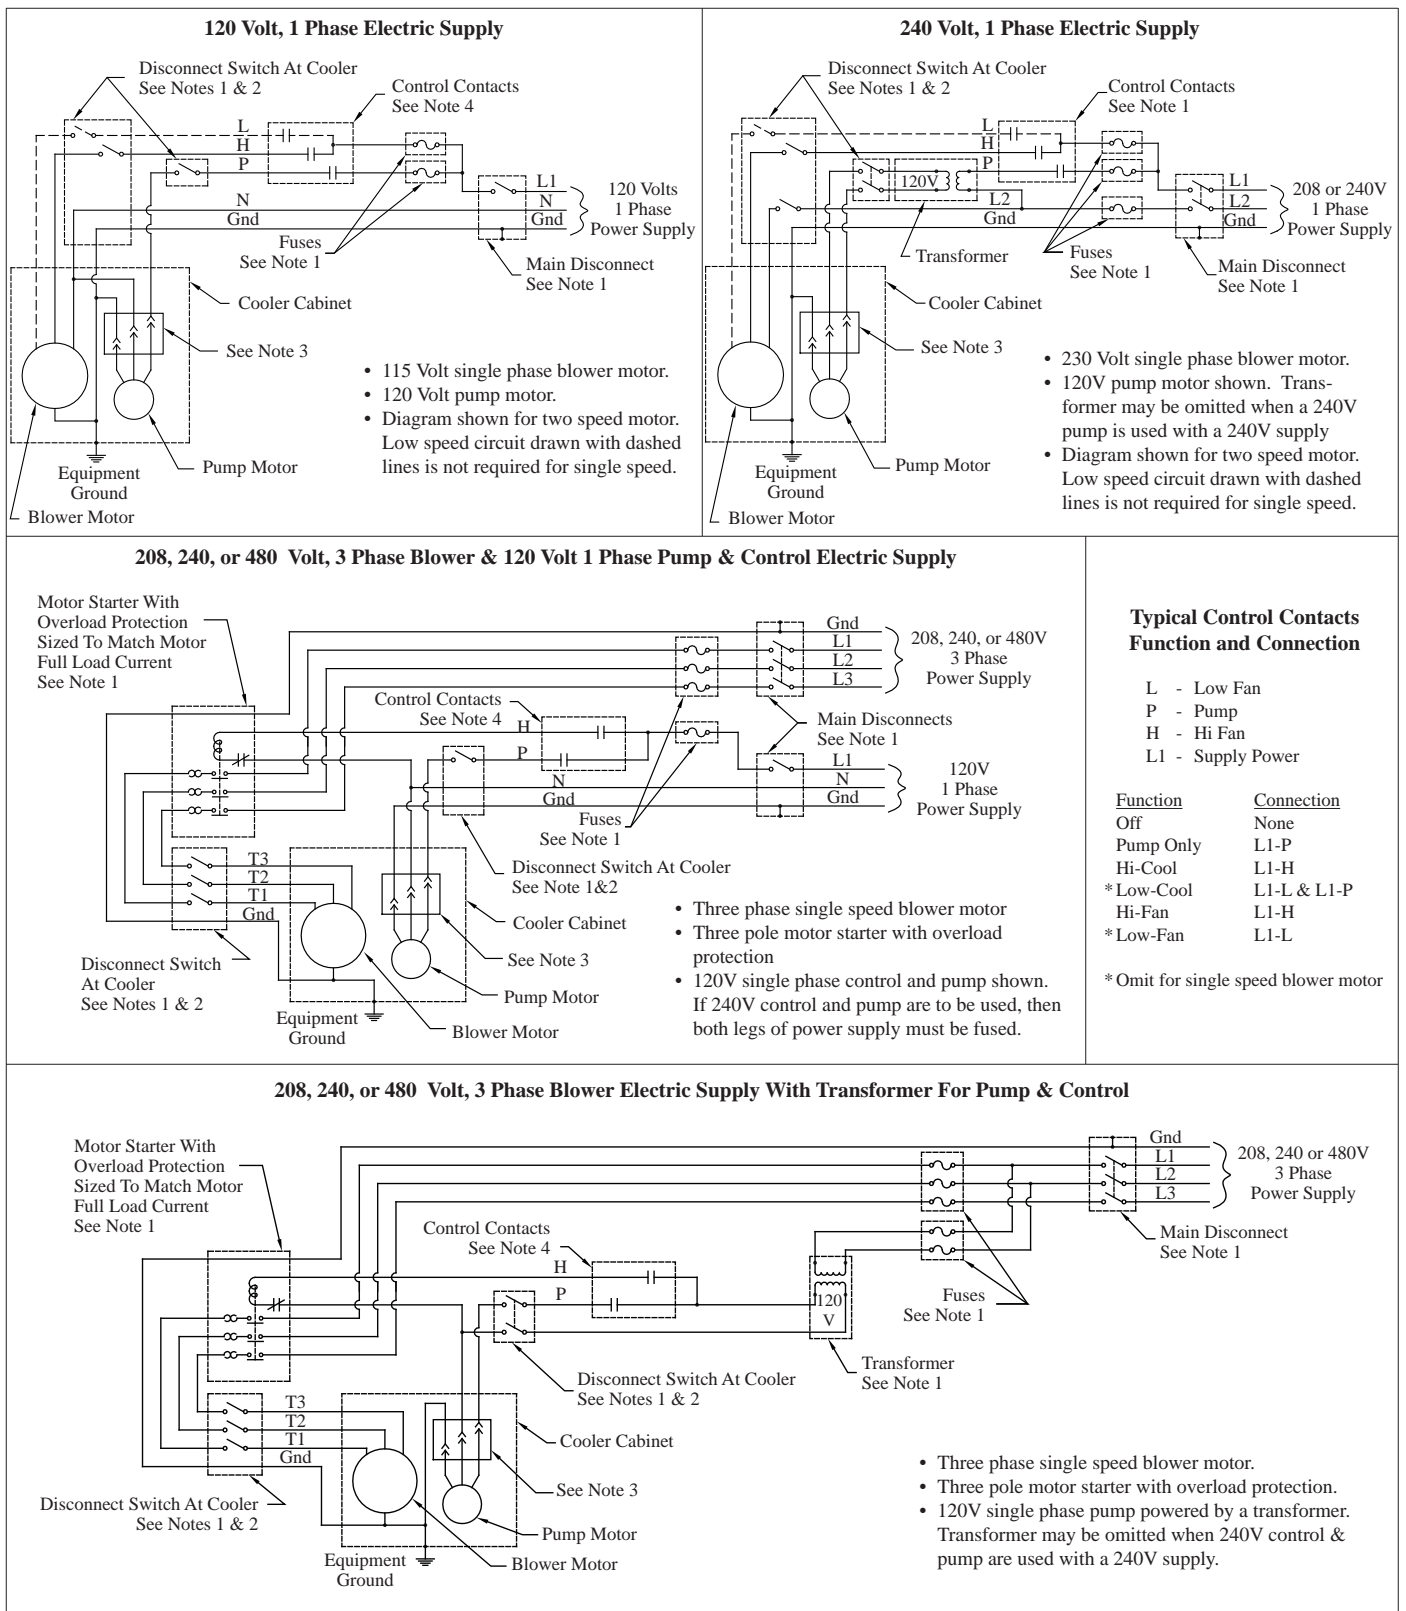 120 Volt, 1 Phase Electric Supply
Disconnect Switch At Cooler
See Notes 1 & 2
Control Contacts
See Note 4
L
H
P
N
Gnd
L1
N
Gnd
120 Volts
1 Phase
Power Supply
Fuses
See Note 1
Main Disconnect
See Note 1
Cooler Cabinet
See Note 3
• 115 Volt single phase blower motor.
• 120 Volt pump motor.
• Diagram shown for two speed motor.
Low speed circuit drawn with dashed
lines is not required for single speed.
Pump Motor
Equipment
Ground
Blower Motor
240 Volt, 1 Phase Electric Supply
Disconnect Switch At Cooler
See Notes 1 & 2
Control Contacts
See Note 1
L
H
P
120V
L2
Gnd
L1
L2
Gnd
208 or 240V
1 Phase
Power Supply
Transformer
Fuses
See Note 1
Main Disconnect
See Note 1
Cooler Cabinet
See Note 3
• 230 Volt single phase blower motor.
• 120V pump motor shown. Trans-
former may be omitted when a 240V
pump is used with a 240V supply
• Diagram shown for two speed motor.
Low speed circuit drawn with dashed
lines is not required for single speed.
Pump Motor
Equipment
Ground
Blower Motor
208, 240, or 480 Volt, 3 Phase Blower & 120 Volt 1 Phase Pump & Control Electric Supply
Motor Starter With
Overload Protection
Sized To Match Motor
Full Load Current
See Note 1
Gnd
L1
L2
L3
208, 240, or 480V
3 Phase
Power Supply
Control Contacts
See Note 4
H
P
N
Gnd
Main Disconnects
See Note 1
L1
N
Gnd
120V
1 Phase
Power Supply
Fuses
See Note 1
T3
T2
T1
Gnd
Disconnect Switch At Cooler
See Note 1&2
Cooler Cabinet
See Note 3
Pump Motor
Blower Motor
Disconnect Switch
At Cooler
See Notes 1 & 2
Equipment
Ground
• Three phase single speed blower motor
• Three pole motor starter with overload
protection
• 120V single phase control and pump shown.
If 240V control and pump are to be used, then
both legs of power supply must be fused.
Typical Control Contacts
Function and Connection
L - Low Fan
P - Pump
H - Hi Fan
L1 - Supply Power
Function Connection
Off None
Pump Only L1-P
Hi-Cool L1-H
* Low-Cool L1-L & L1-P
Hi-Fan L1-H
* Low-Fan L1-L
* Omit for single speed blower motor
208, 240, or 480 Volt, 3 Phase Blower Electric Supply With Transformer For Pump & Control
Motor Starter With
Overload Protection
Sized To Match Motor
Full Load Current
See Note 1
Gnd
L1
L2
L3
208, 240 or 480V
3 Phase
Power Supply
Control Contacts
See Note 4
H
P
Main Disconnect
See Note 1
Fuses
See Note 1
120
V
Transformer
See Note 1
Disconnect Switch At Cooler
See Notes 1 & 2
T3
T2
T1
Gnd
Cooler Cabinet
See Note 3
Pump Motor
Blower Motor
Disconnect Switch At Cooler
See Notes 1 & 2
Equipment
Ground
• Three phase single speed blower motor.
• Three pole motor starter with overload protection.
• 120V single phase pump powered by a transformer.
Transformer may be omitted when 240V control &
pump are used with a 240V supply.